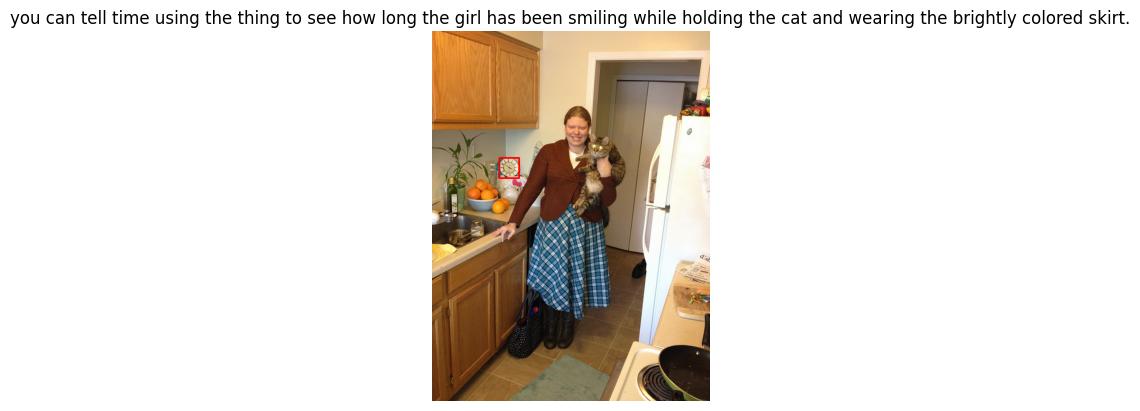 you can tell time using the thing to see how long the girl has been smiling while holding the cat and wearing the brightly colored skirt.